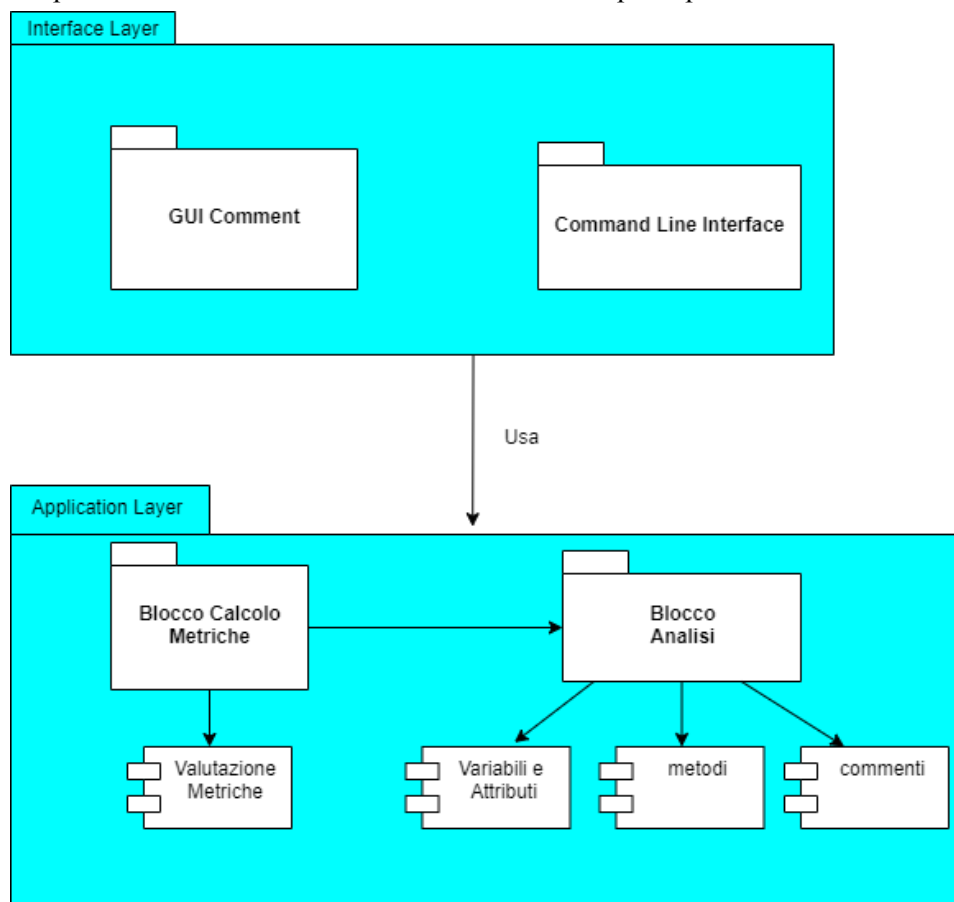 Interface Layer
GUI Comment
Command Line Interface
Usa
Application Layer
Blocco Calcolo
Metriche
Blocco
Analisi
Valutazione
Metriche
Variabili e
Attributi
metodi
commenti